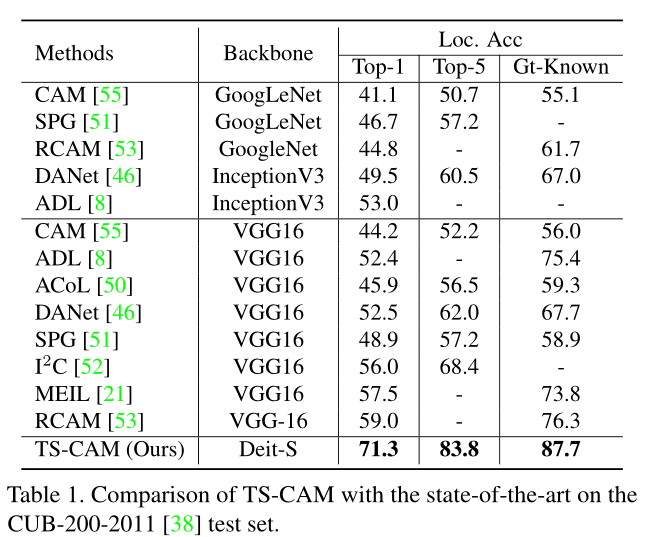 Methods Backbone Loc. Acc
Top-1 Top-5 Gt-Known
CAM [55] GoogLeNet 41.1 50.7 55.1
SPG [51] GoogLeNet 46.7 57.2 -
RCAM [53] GoogleNet 44.8 - 61.7
DANet [46] InceptionV3 49.5 60.5 67.0
ADL [8] InceptionV3 53.0 - -
CAM [55] VGG16 44.2 52.2 56.0
ADL [8] VGG16 52.4 - 75.4
ACoL [50] VGG16 45.9 56.5 59.3
DANet [46] VGG16 52.5 62.0 67.7
SPG [51] VGG16 48.9 57.2 58.9
I²C [52] VGG16 56.0 68.4 -
MEIL [21] VGG16 57.5 - 73.8
RCAM [53] VGG-16 59.0 - 76.3
TS-CAM (Ours) Deit-S 71.3 83.8 87.7
Table 1. Comparison of TS-CAM with the state-of-the-art on the
CUB-200-2011 [38] test set.